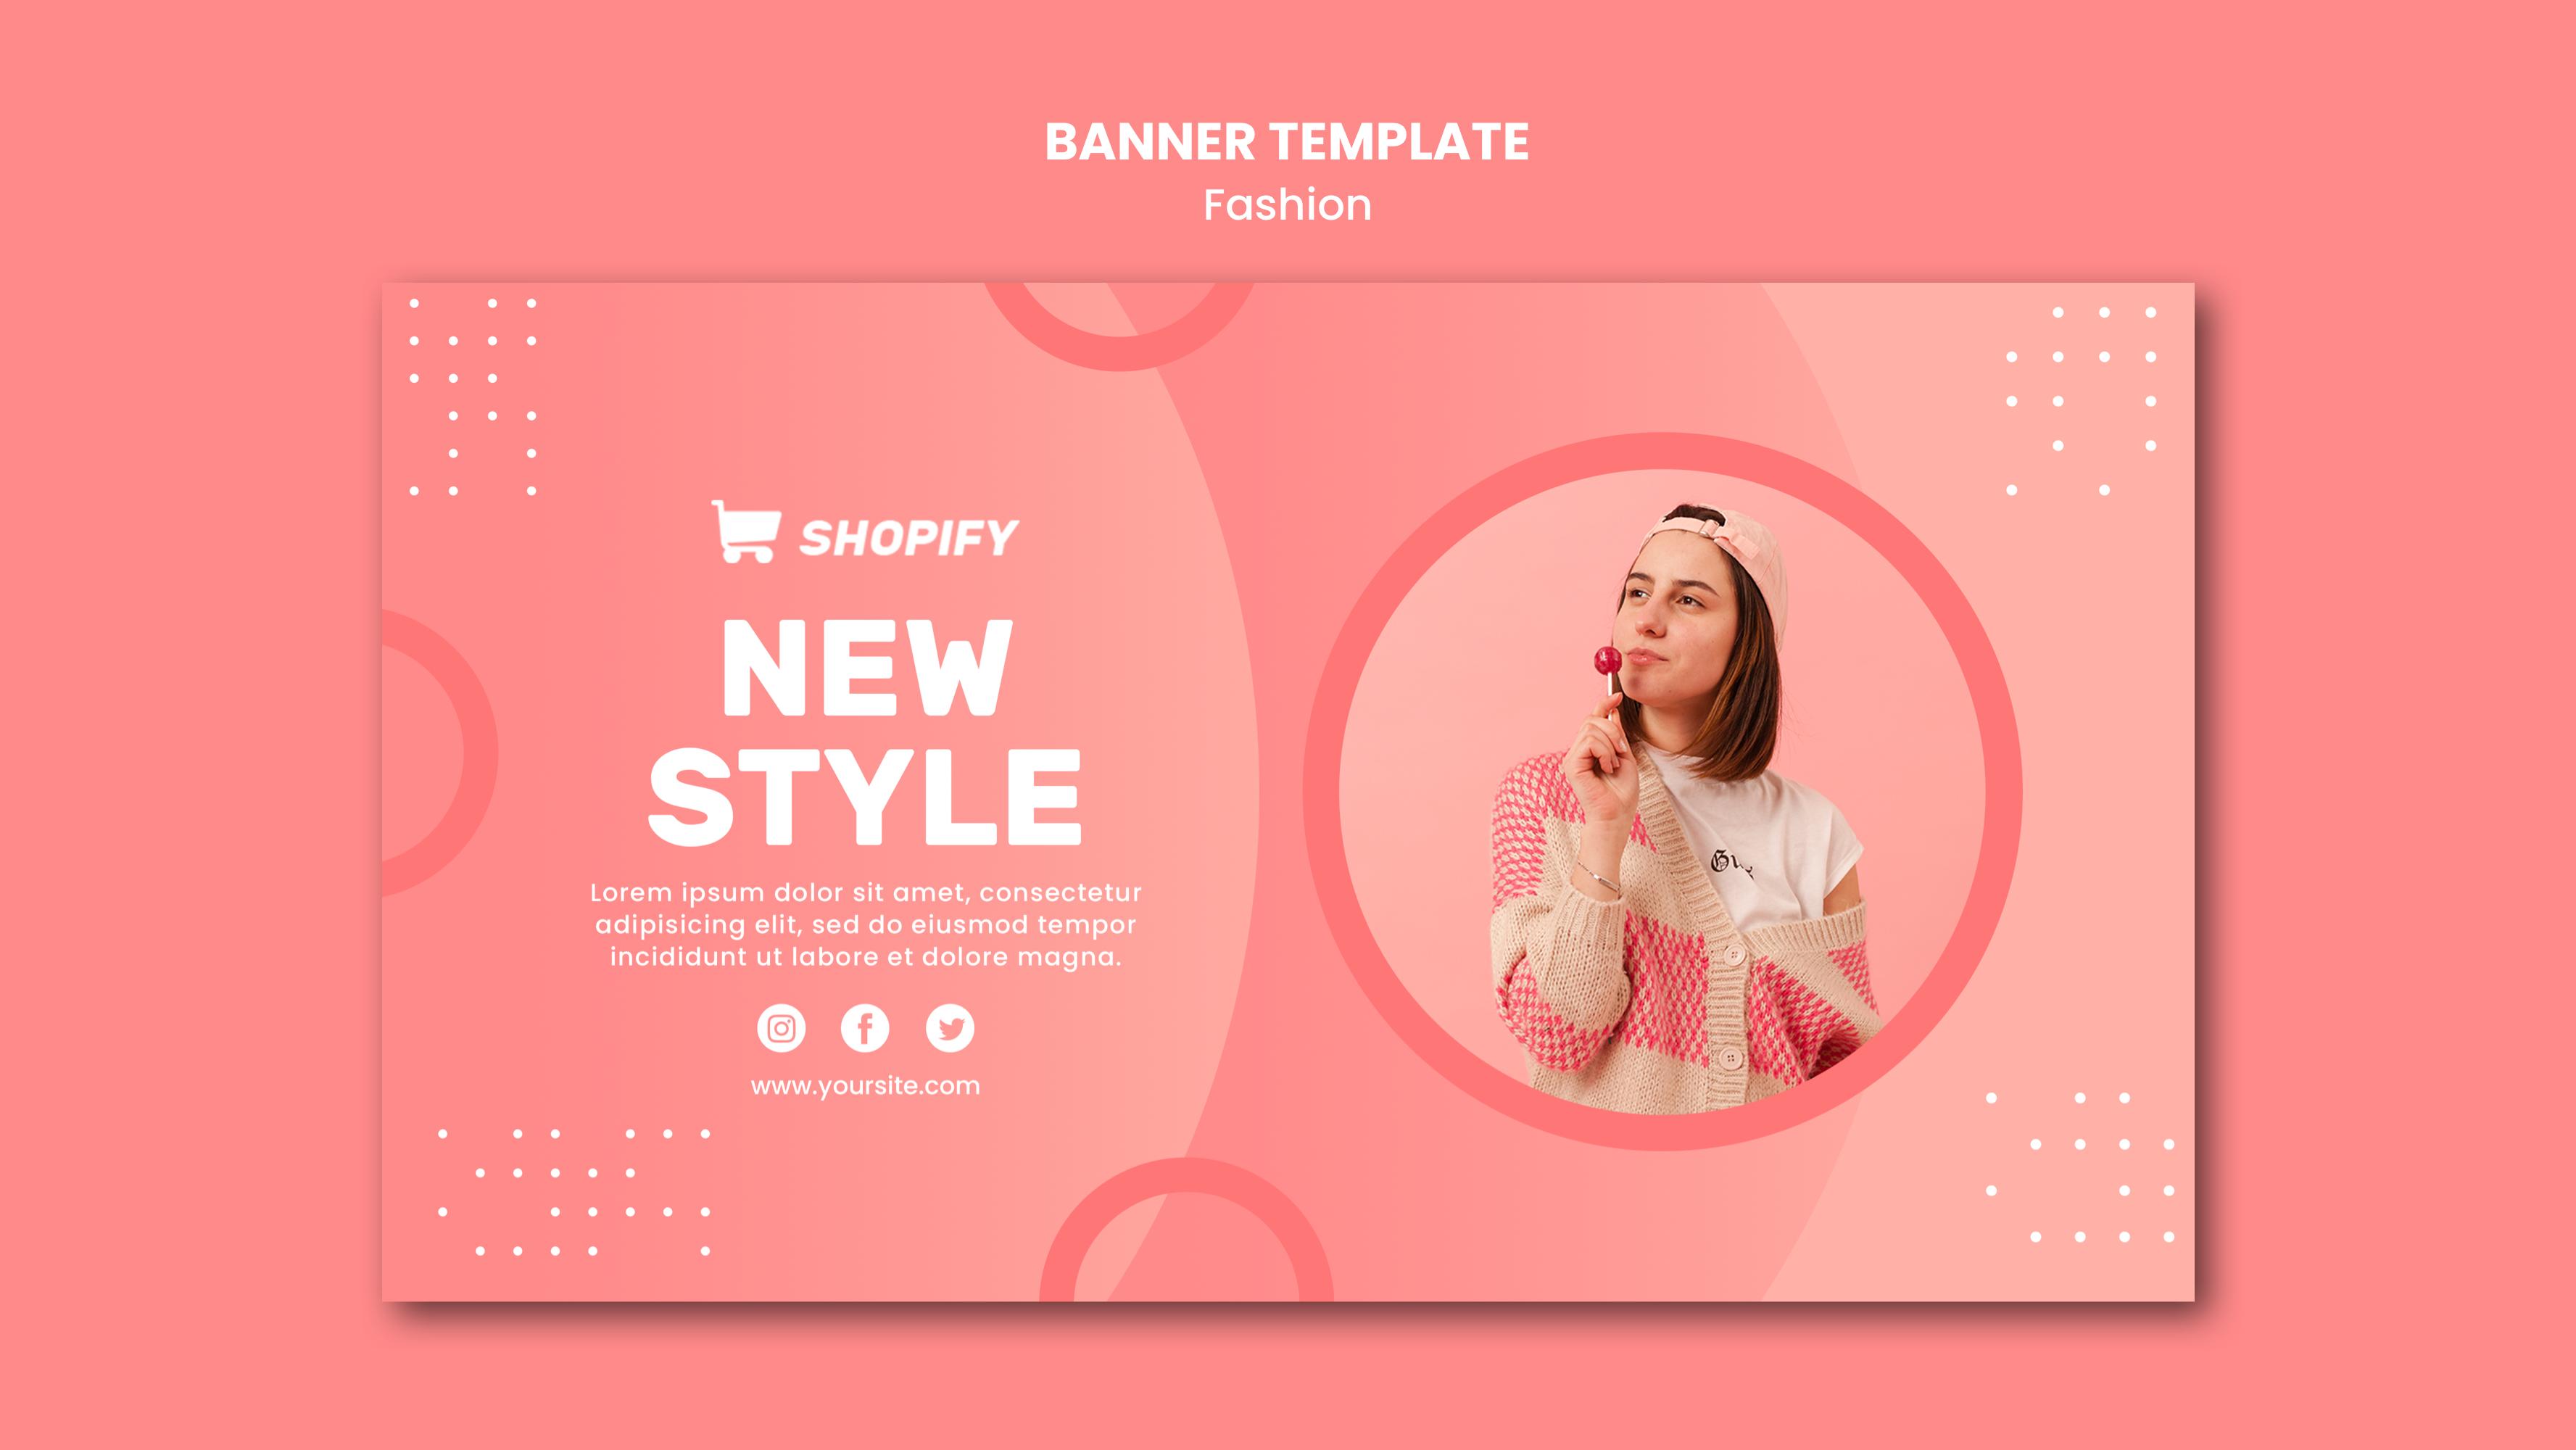 BANNER TEMPLATE
Fashion
SHOPIFY
NEW
STYLE
Lorem ipsum dolor sit amet, consectetur
adipisicing elit, sed do eiusmod tempor
incididunt ut labore et dolore magna.
www.yoursite.com